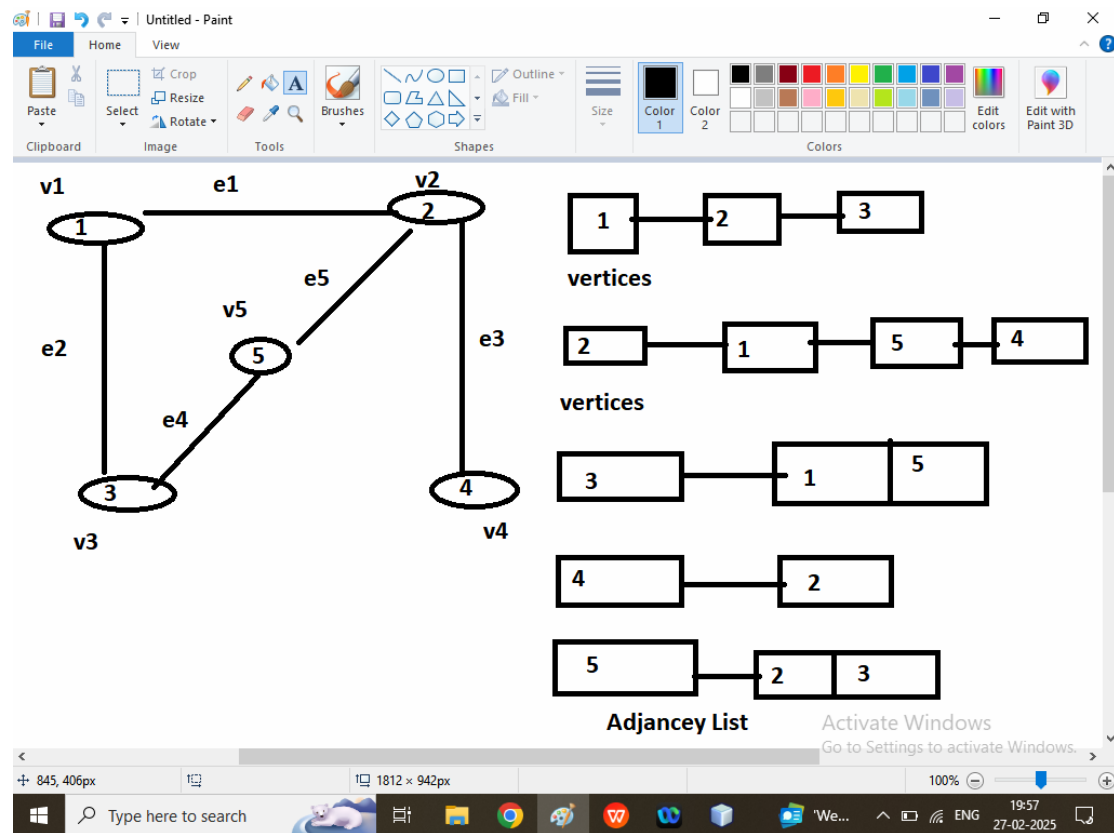 Untitled - Paint
File Home View
Paste
Select
Crop
Resize
Rotate
Brushes
Outline
Fill
Size
Color 1
Color 2
Edit colors
Edit with Paint 3D
Clipboard
Image
Tools
Shapes
Colors
v1 e1 v2
1 2
e5
v5
e2 5 e3
e4
3 4
v3 v4
1 2 3
vertices
2 1 5 4
vertices
3 1 5
4 2
5 2 3
Adjancey List
Activate Windows
Go to Settings to activate Windows.
845, 406px 1812 × 942px 100%
Type here to search
'We...
ENG
19:57
27-02-2025